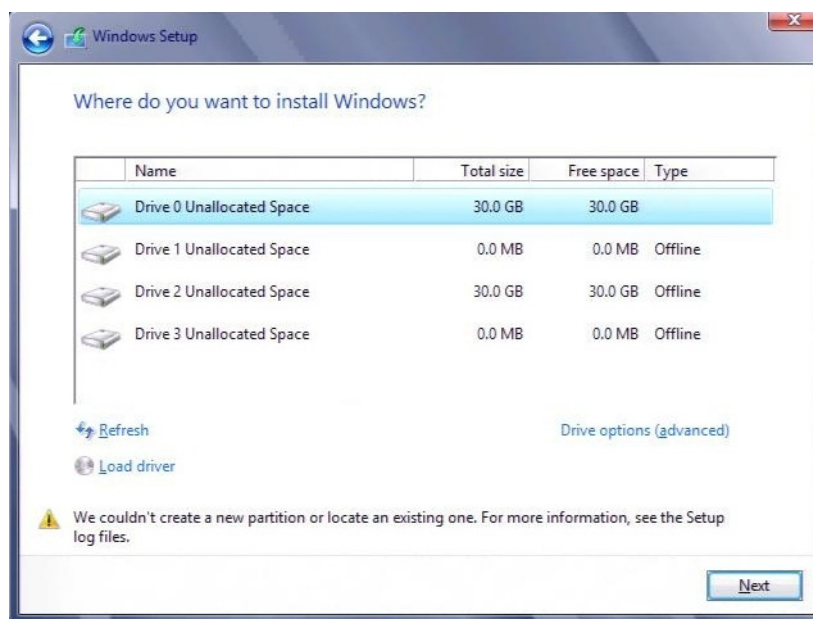 Windows Setup
Where do you want to install Windows?
Name Total size Free space Type
Drive 0 Unallocated Space 30.0 GB 30.0 GB
Drive 1 Unallocated Space 0.0 MB 0.0 MB Offline
Drive 2 Unallocated Space 30.0 GB 30.0 GB Offline
Drive 3 Unallocated Space 0.0 MB 0.0 MB Offline
Refresh Drive options (advanced)
Load driver
We couldn't create a new partition or locate an existing one. For more information, see the Setup
log files.
Next